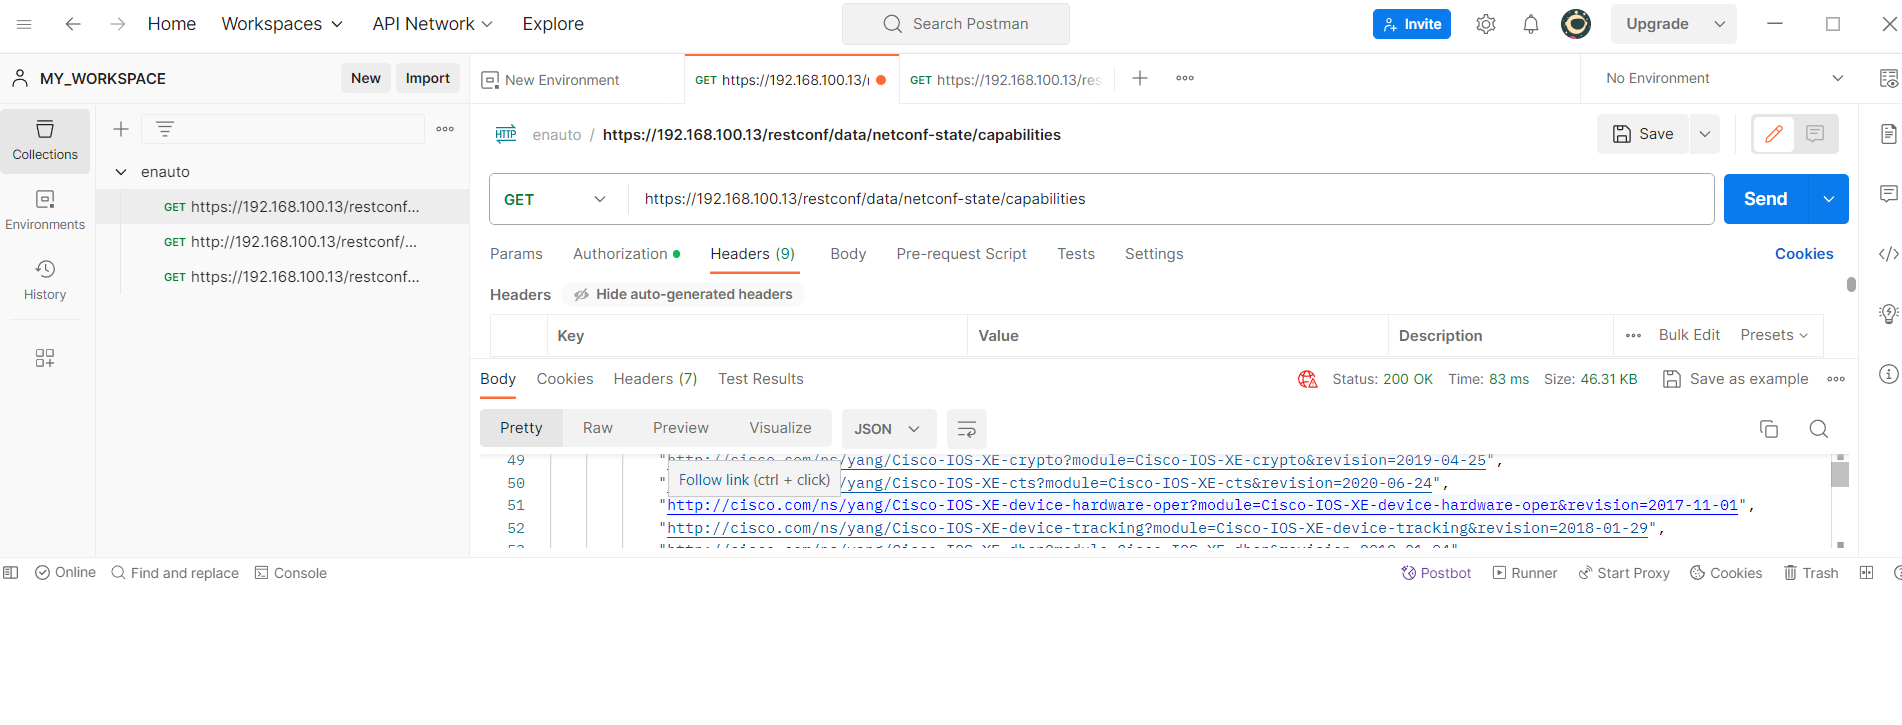 Home Workspaces API Network Explore Search Postman Invite Upgrade
MY_WORKSPACE New Import New Environment GET https://192.168.100.13/r GET https://192.168.100.13/res No Environment
Collections
Environments
History
enauto
GET https://192.168.100.13/restconf...
GET http://192.168.100.13/restconf/...
GET https://192.168.100.13/restconf...
HTTP enauto / https://192.168.100.13/restconf/data/netconf-state/capabilities Save
GET https://192.168.100.13/restconf/data/netconf-state/capabilities Send
Params Authorization Headers (9) Body Pre-request Script Tests Settings Cookies
Headers Hide auto-generated headers
Key Value Description Bulk Edit Presets
Body Cookies Headers (7) Test Results Status: 200 OK Time: 83 ms Size: 46.31 KB Save as example
Pretty Raw Preview Visualize JSON
49 "http://cisco.com/ns/yang/Cisco-IOS-XE-crypto?module=Cisco-IOS-XE-crypto&revision=2019-04-25",
Follow link (ctrl + click)
50 "/yang/Cisco-IOS-XE-cts?module=Cisco-IOS-XE-cts&revision=2020-06-24",
51 "http://cisco.com/ns/yang/Cisco-IOS-XE-device-hardware-oper?module=Cisco-IOS-XE-device-hardware-oper&revision=2017-11-01",
52 "http://cisco.com/ns/yang/Cisco-IOS-XE-device-tracking?module=Cisco-IOS-XE-device-tracking&revision=2018-01-29",
Online Find and replace Console Postbot Runner Start Proxy Cookies Trash